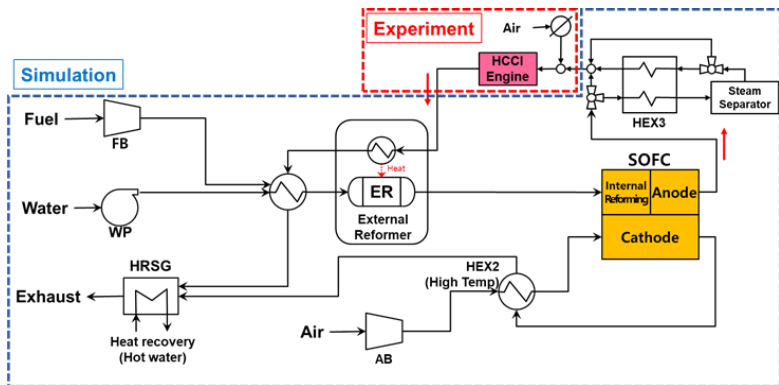 Experiment
Air
Simulation
HCCI
Engine
Steam
Separator
HEX3
Fuel
FB
Heat
SOFC
ER
Internal
Reforming
Anode
Water
WP
External
Reformer
Cathode
HRSG
HEX2
(High Temp)
Exhaust
Heat recovery
(Hot water)
Air
AB